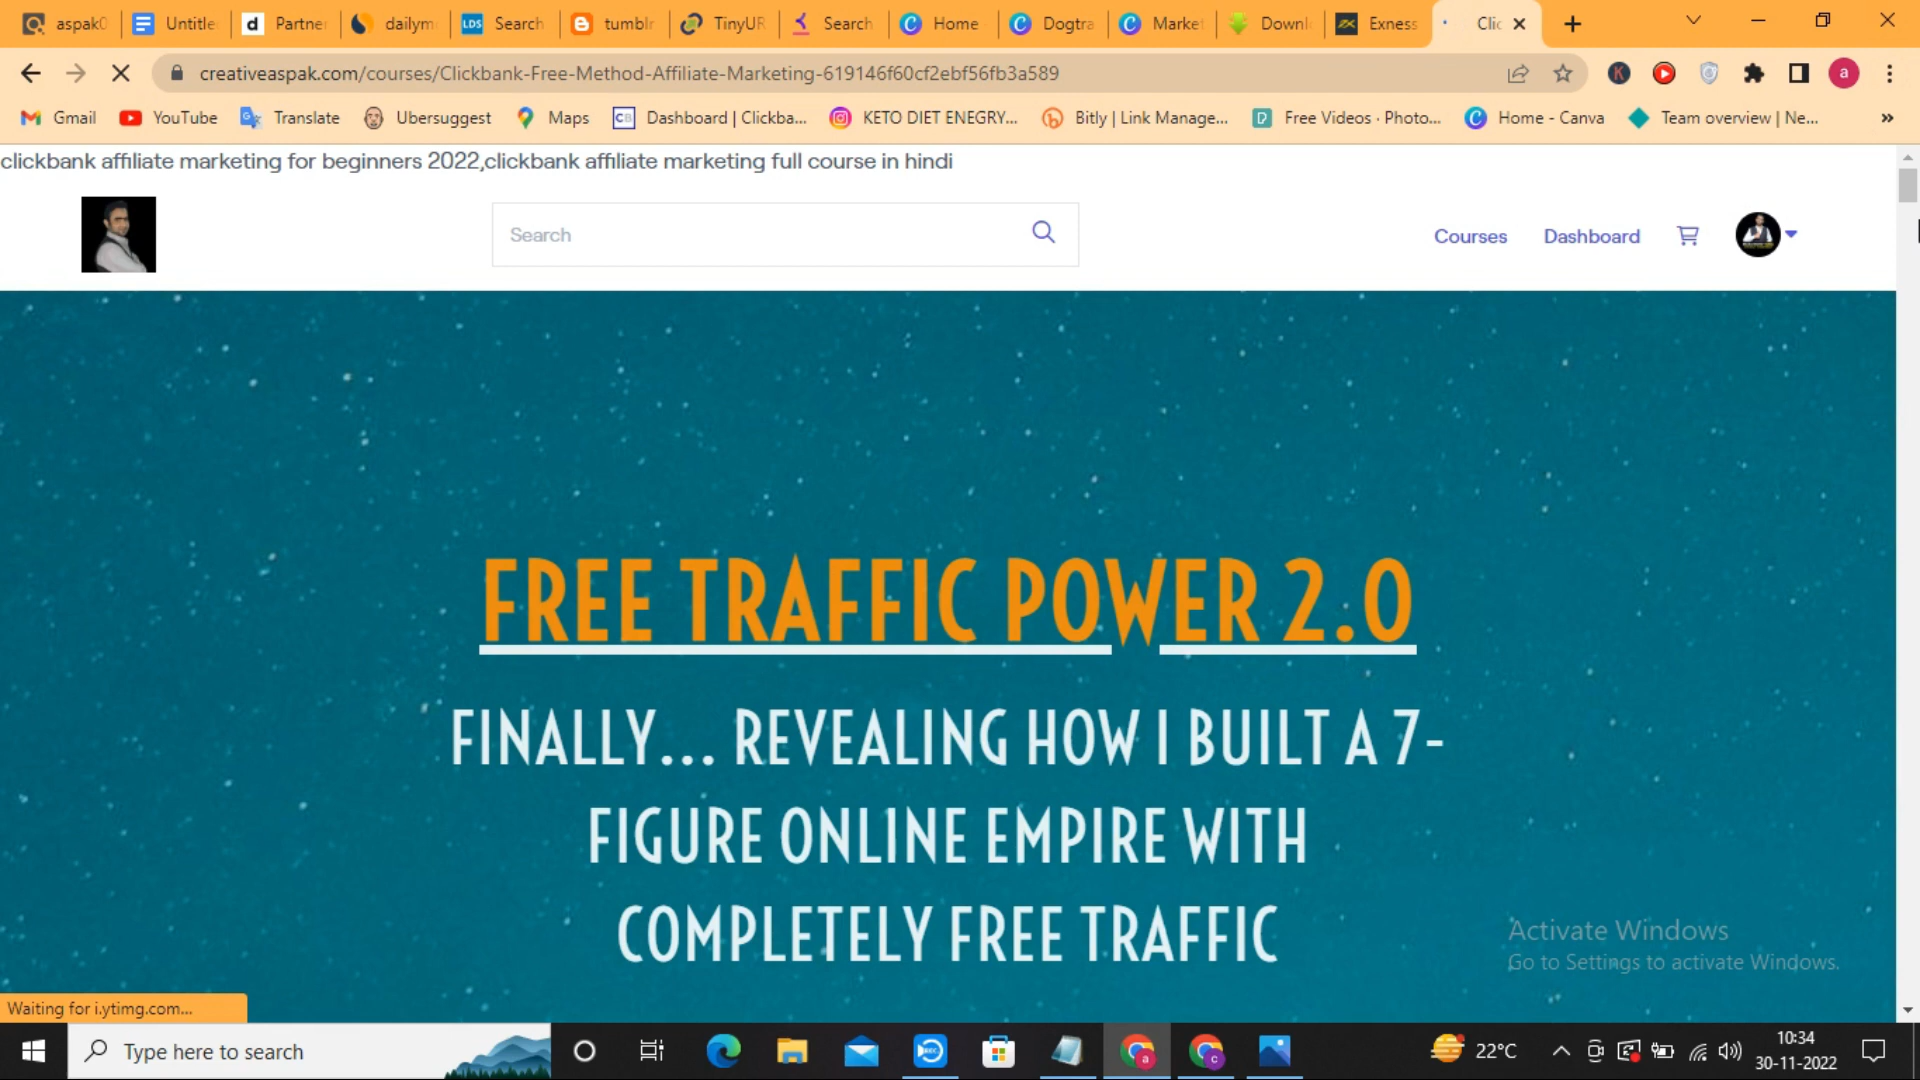 aspak0 Untitle Partne dailym Search tumblr TinyUR Search Home Dogtra Market Downl Exness Clic
creativeaspak.com/courses/Clickbank-Free-Method-Affiliate-Marketing-619146f60cf2ebf56fb3a589
Gmail YouTube Translate Ubersuggest Maps Dashboard | Clickba... KETO DIET ENEGRY... Bitly | Link Manage... Free Videos · Photo... Home - Canva Team overview | Ne... »
clickbank affiliate marketing for beginners 2022,clickbank affiliate marketing full course in hindi
Search Courses Dashboard
FREE TRAFFIC POWER 2.0
FINALLY... REVEALING HOW I BUILT A 7-
FIGURE ONLINE EMPIRE WITH
COMPLETELY FREE TRAFFIC
Activate Windows
Go to Settings to activate Windows.
Waiting for i.ytimg.com...
Type here to search 22°C 10:34
30-11-2022